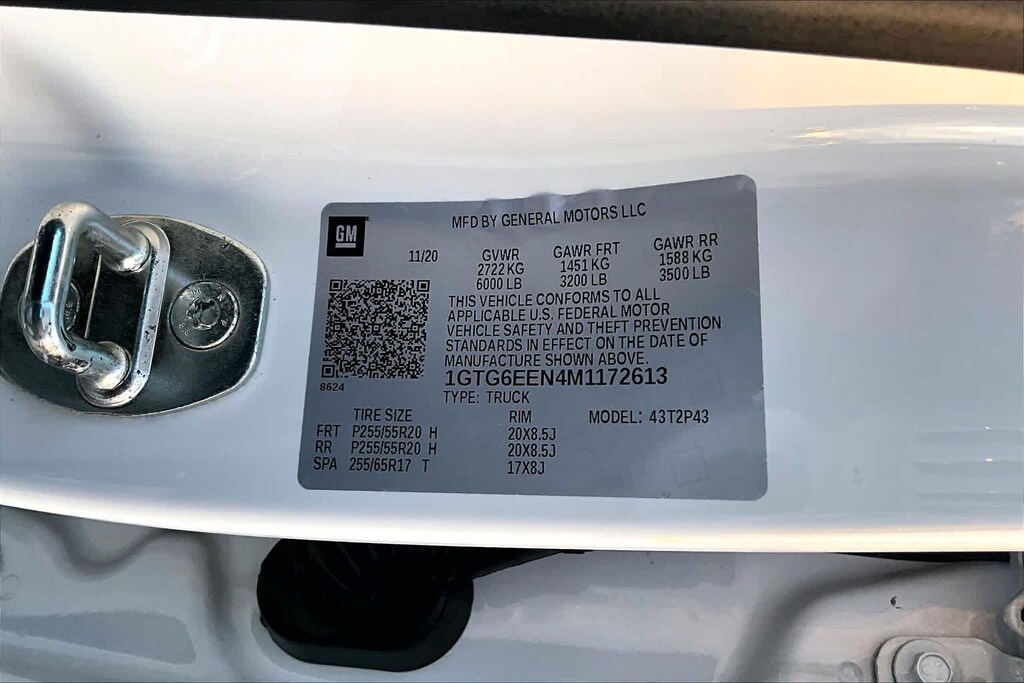 GM
MFD BY GENERAL MOTORS LLC
11/20 GVWR GAWR FRT GAWR RR
2722 KG 1451 KG 1588 KG
6000 LB 3200 LB 3500 LB
THIS VEHICLE CONFORMS TO ALL
APPLICABLE U.S. FEDERAL MOTOR
VEHICLE SAFETY AND THEFT PREVENTION
STANDARDS IN EFFECT ON THE DATE OF
MANUFACTURE SHOWN ABOVE.
8624
1GTG6EEN4M1172613
TYPE: TRUCK
TIRE SIZE RIM MODEL: 43T2P43
FRT P255/55R20 H 20X8.5J
RR P255/55R20 H 20X8.5J
SPA 255/65R17 T 17X8J